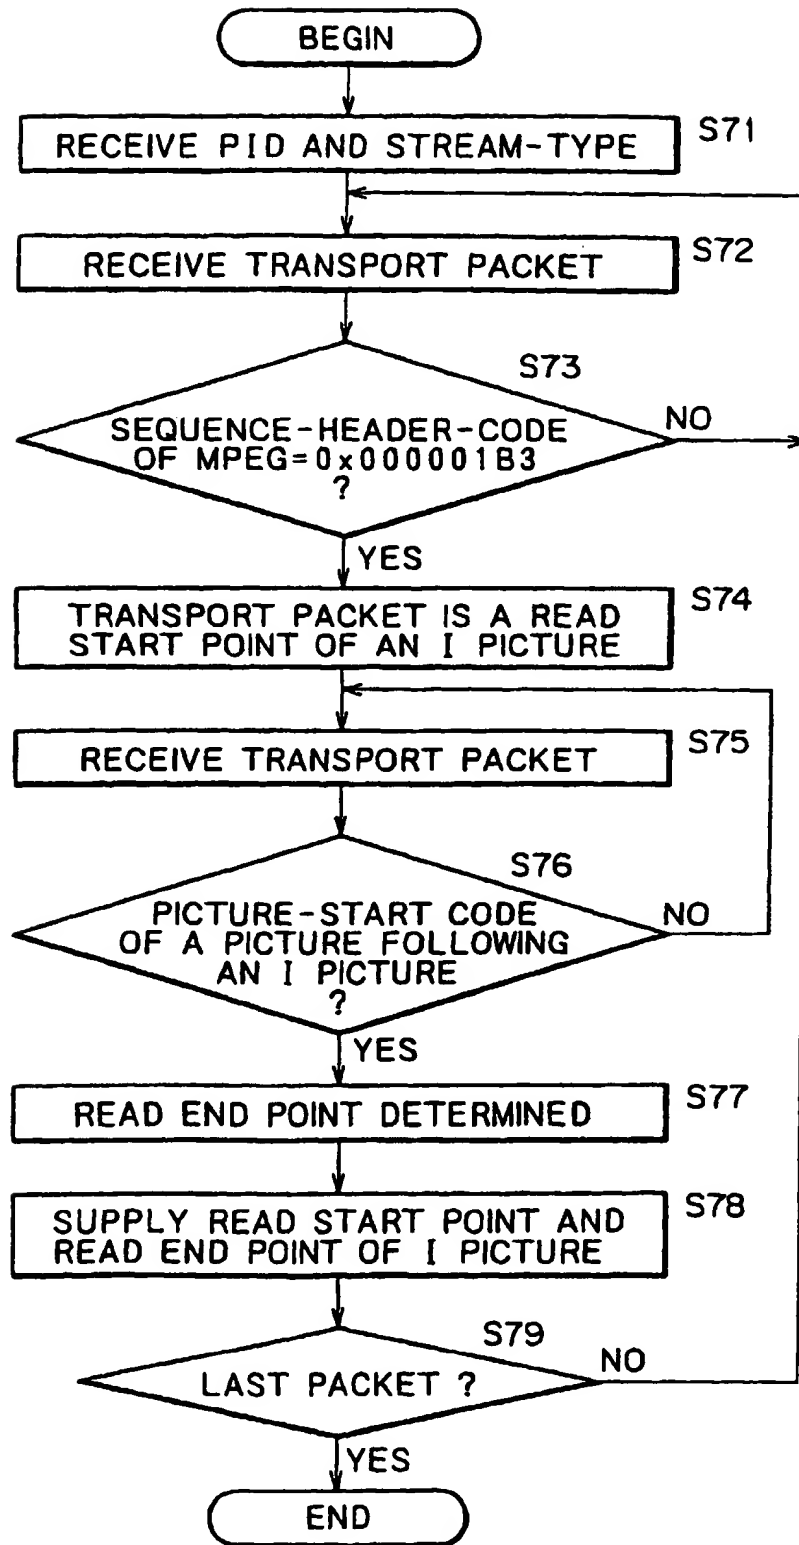 BEGIN
RECEIVE PID AND STREAM-TYPE
S71
RECEIVE TRANSPORT PACKET
S72
S73
SEQUENCE-HEADER-CODE
OF MPEG=0x000001B3
?
NO
YES
TRANSPORT PACKET IS A READ
START POINT OF AN I PICTURE
S74
RECEIVE TRANSPORT PACKET
S75
S76
PICTURE-START CODE
OF A PICTURE FOLLOWING
AN I PICTURE
?
NO
YES
READ END POINT DETERMINED
S77
SUPPLY READ START POINT AND
READ END POINT OF I PICTURE
S78
S79
LAST PACKET ?
NO
YES
END